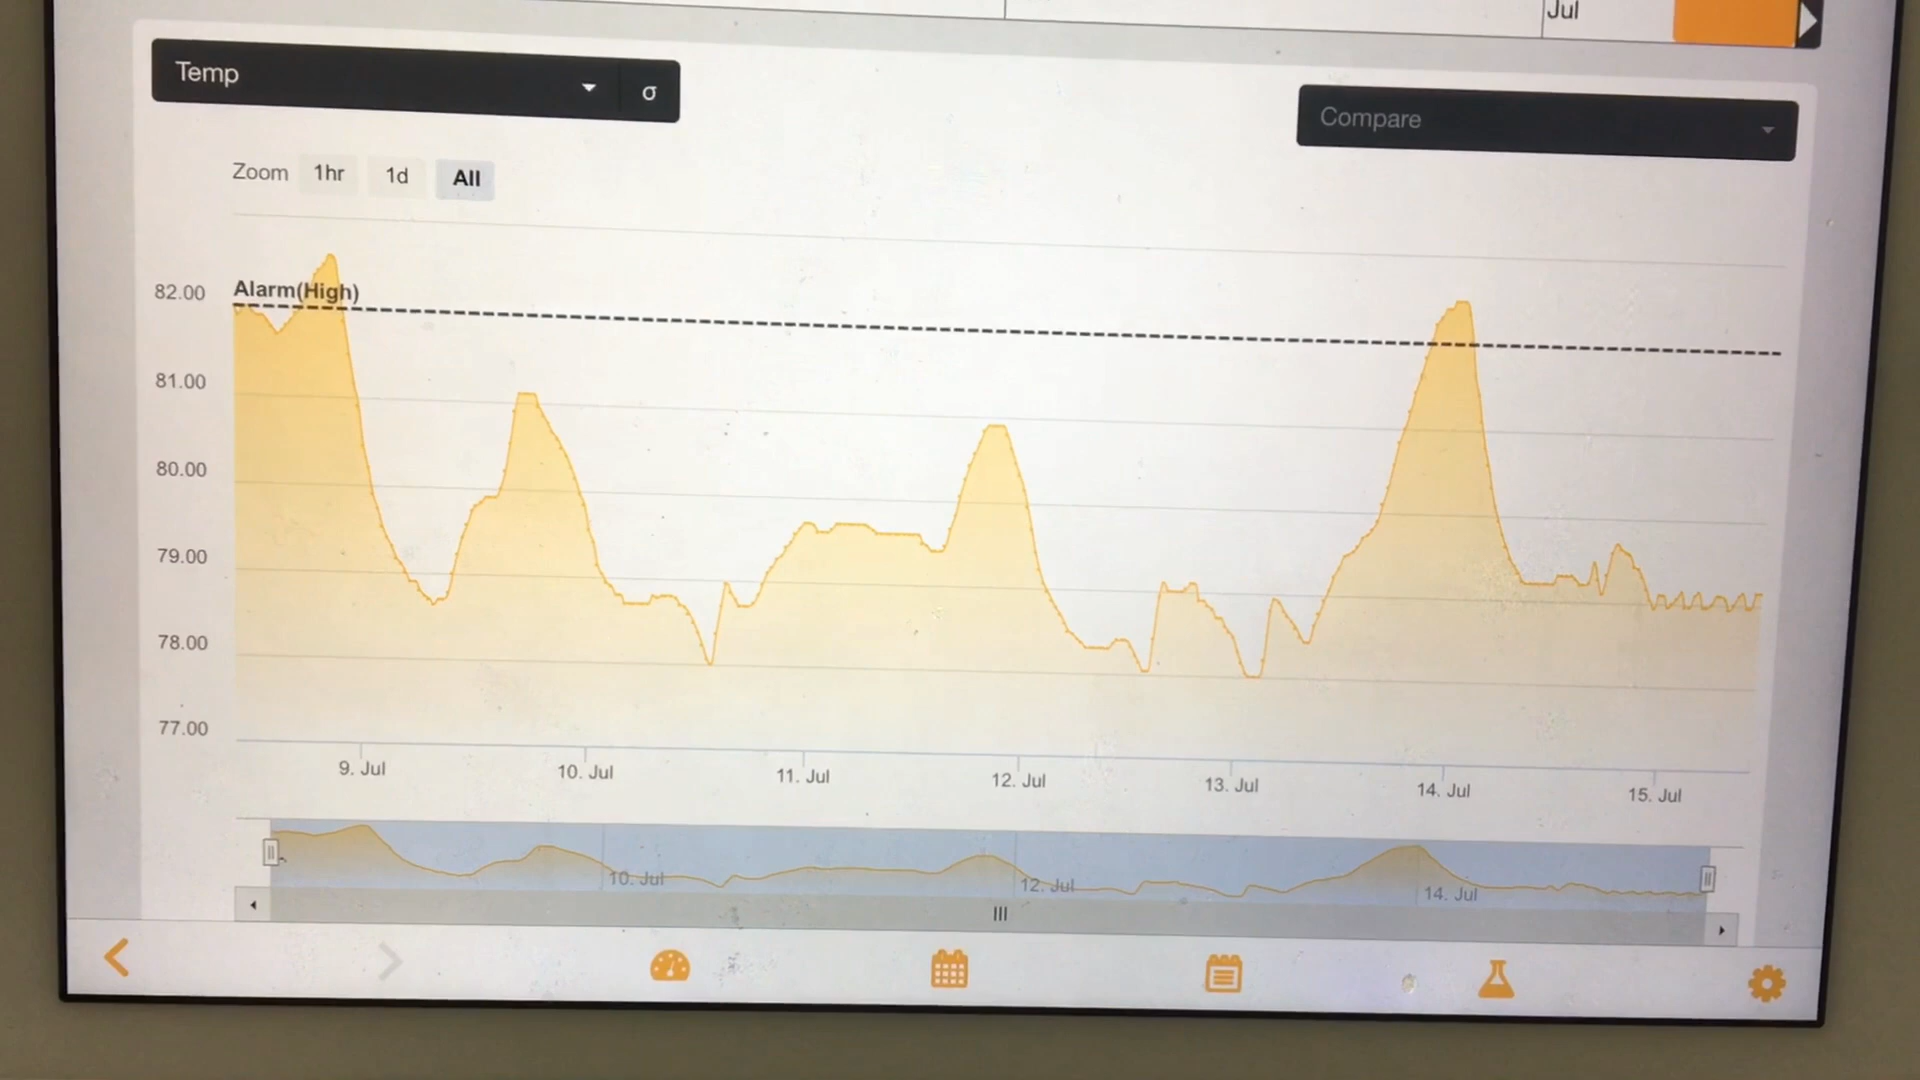 Jul
Temp
σ
Compare
Zoom 1hr 1d All
Alarm(High)
82.00
81.00
80.00
79.00
78.00
77.00
9. Jul 10. Jul 11. Jul 12. Jul 13. Jul 14. Jul 15. Jul
10. Jul 12. Jul 14. Jul